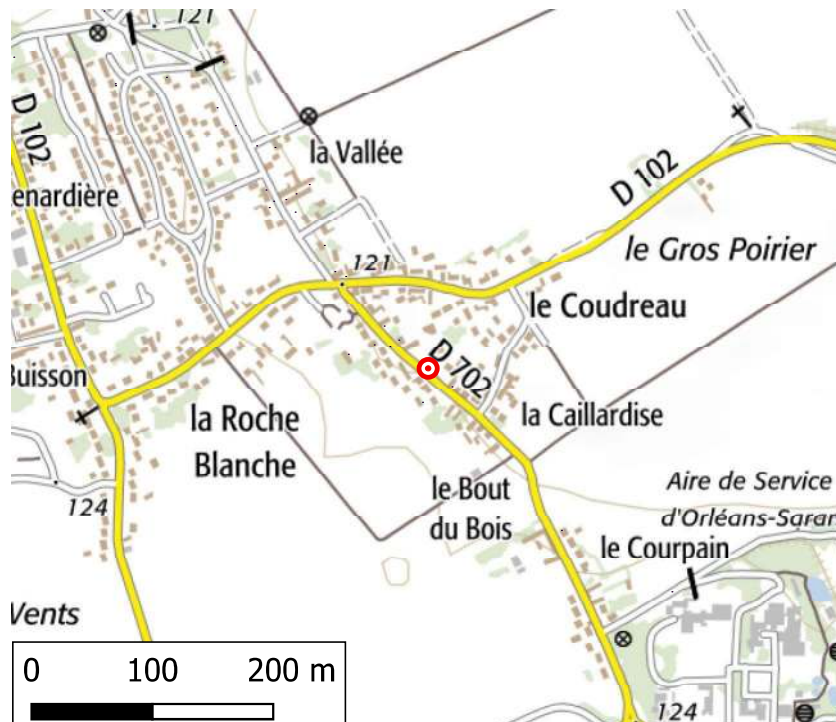 121
D 102
la Vallée
D 102
enardière
121
le Gros Poirier
le Coudreau
Buisson
D 702
la Roche
Blanche
la Caillardise
le Bout
du Bois
Aire de Service
d'Orléans-Saran
124
le Courpain
Vents
0 100 200 m
124